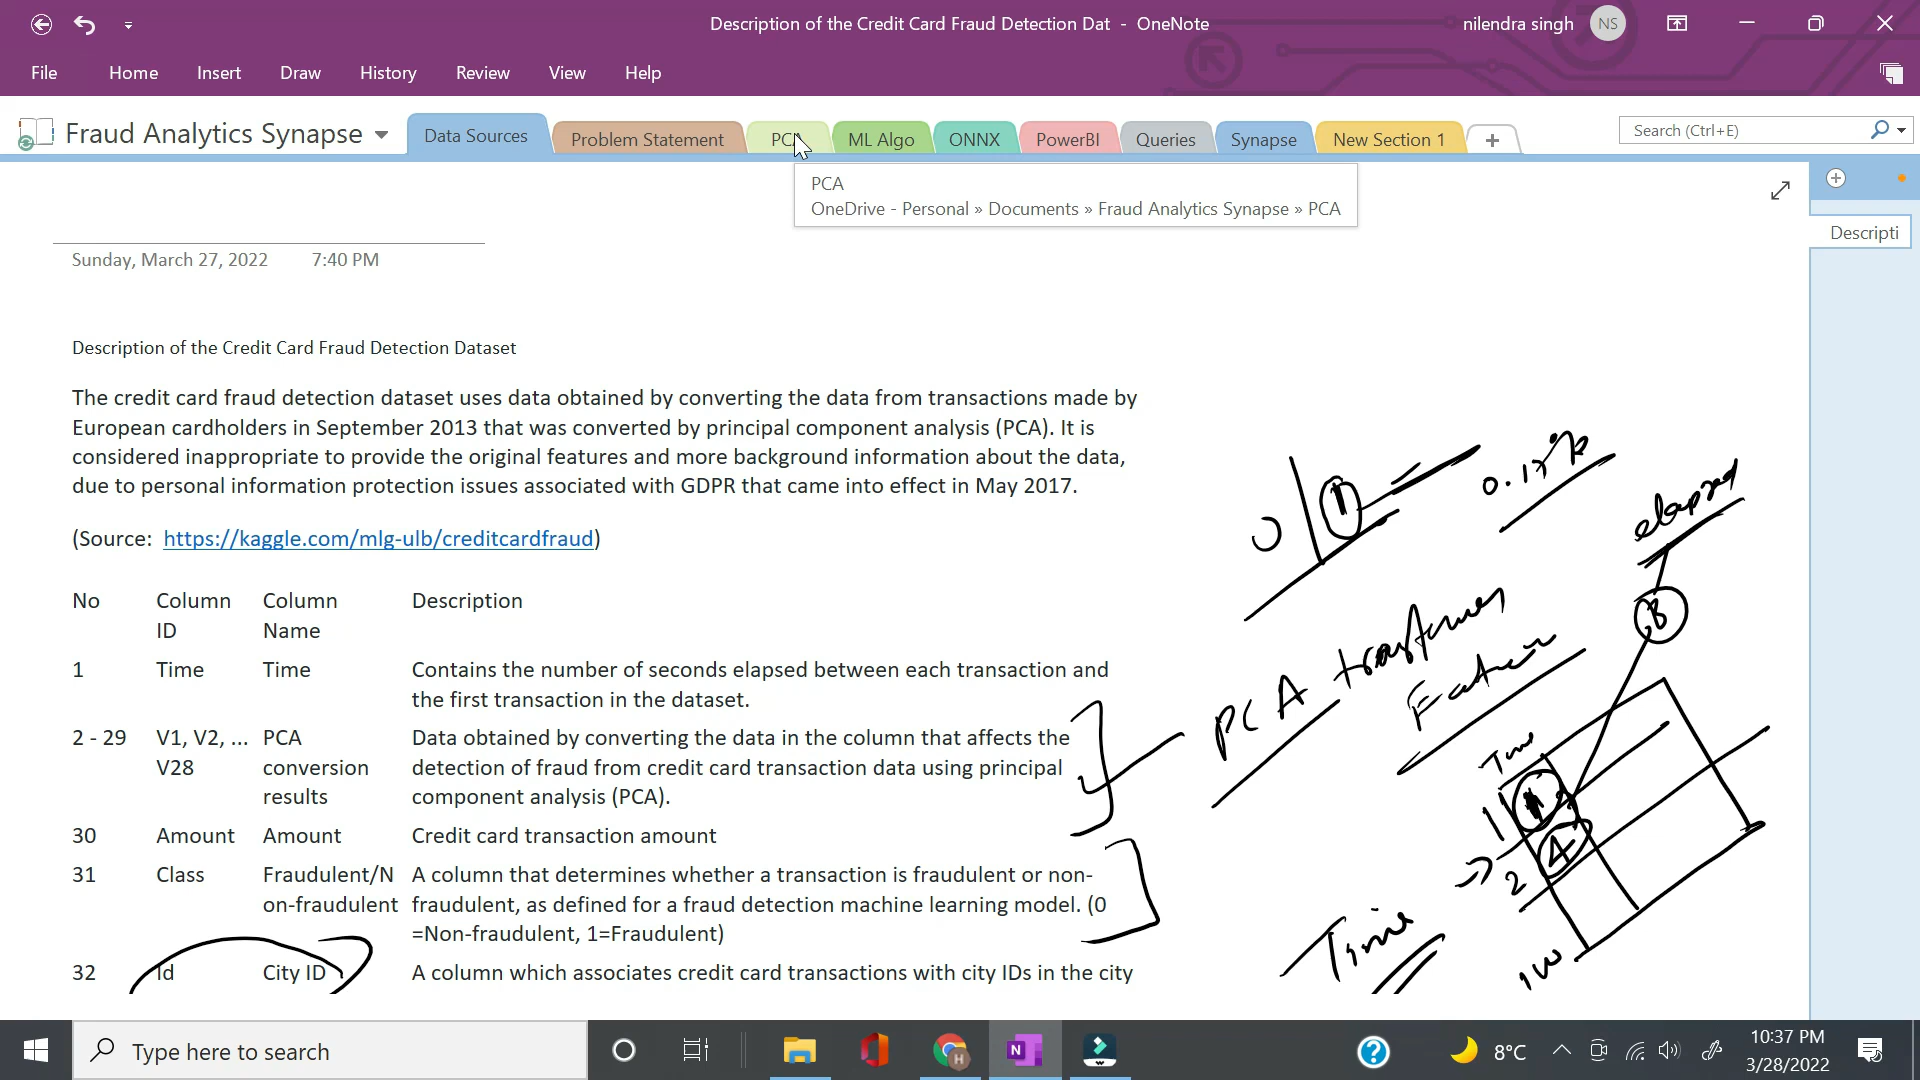 Description of the Credit Card Fraud Detection Dat - OneNote
nilendra singh
NS
File
Home
Insert
Draw
History
Review
View
Help
Fraud Analytics Synapse
Data Sources
Problem Statement
PCA
ML Algo
ONNX
PowerBI
Queries
Synapse
New Section 1
Search (Ctrl+E)
PCA
OneDrive - Personal » Documents » Fraud Analytics Synapse » PCA
Descripti
Sunday, March 27, 2022 7:40 PM
Description of the Credit Card Fraud Detection Dataset
The credit card fraud detection dataset uses data obtained by converting the data from transactions made by
European cardholders in September 2013 that was converted by principal component analysis (PCA). It is
considered inappropriate to provide the original features and more background information about the data,
due to personal information protection issues associated with GDPR that came into effect in May 2017.
(Source: https://kaggle.com/mlg-ulb/creditcardfraud)
No Column ID Column Name Description
1 Time Time Contains the number of seconds elapsed between each transaction and
the first transaction in the dataset.
2 - 29 V1, V2, ... V28 PCA conversion results Data obtained by converting the data in the column that affects the
detection of fraud from credit card transaction data using principal
component analysis (PCA).
30 Amount Amount Credit card transaction amount
31 Class Fraudulent/N on-fraudulent A column that determines whether a transaction is fraudulent or non-
fraudulent, as defined for a fraud detection machine learning model. (0
=Non-fraudulent, 1=Fraudulent)
32 Id City ID A column which associates credit card transactions with city IDs in the city
0 1
0.17%
elapsed
PCA
Time
1
4
2
Time
Type here to search
8°C
10:37 PM
3/28/2022